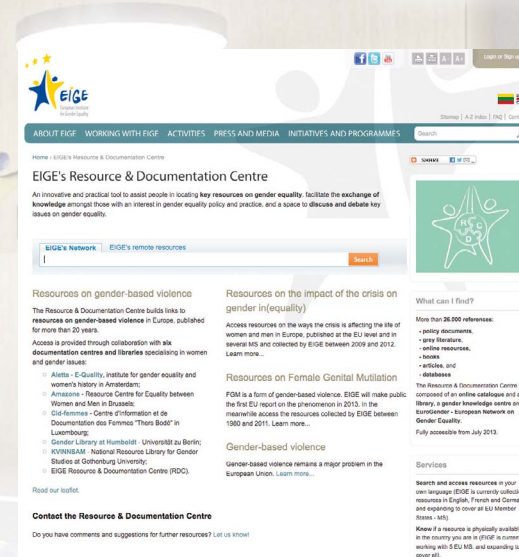 Login or Sign u
EIGE
European Institute
for Gender Equality
A- A+
Sitemap | A-Z Index | FAQ | Cont
ABOUT EIGE WORKING WITH EIGE ACTIVITIES PRESS AND MEDIA INITIATIVES AND PROGRAMMES
Search
Home › EIGE's Resource & Documentation Centre
SHARE
EIGE's Resource & Documentation Centre
An innovative and practical tool to assist people in locating key resources on gender equality, facilitate the exchange of
knowledge amongst those with an interest in gender equality policy and practice, and a space to discuss and debate key
issues on gender equality.
R D
S C
EIGE's Network EIGE's remote resources
Search
Resources on gender-based violence
The Resource & Documentation Centre builds links to
resources on gender-based violence in Europe, published
for more than 20 years.
Access is provided through collaboration with six
documentation centres and libraries specialising in women
and gender issues:
Aletta - E-Quality, institute for gender equality and
women's history in Amsterdam;
Amazone - Resource Centre for Equality between
Women and Men in Brussels;
Cid-femmes - Centre d'Information et de
Documentation des Femmes "Thers Bodé" in
Luxembourg;
Gender Library at Humboldt - Universität zu Berlin;
KVINNSAM - National Resource Library for Gender
Studies at Gothenburg University;
EIGE Resource & Documentation Centre (RDC).
Read our leaflet.
Contact the Resource & Documentation Centre
Do you have comments and suggestions for further resources? Let us know!
Resources on the impact of the crisis on
gender in(equality)
Access resources on the ways the crisis is affecting the life of
women and men in Europe, published at the EU level and in
several MS and collected by EIGE between 2009 and 2012.
Learn more...
Resources on Female Genital Mutilation
FGM is a form of gender-based violence. EIGE will make public
the first EU report on the phenomenon in 2013. In the
meanwhile access the resources collected by EIGE between
1980 and 2011. Learn more...
Gender-based violence
Gender-based violence remains a major problem in the
European Union. Learn more...
What can I find?
More than 26.000 references:
- policy documents,
- grey literature,
- online resources,
- books
- articles, and
- databases
The Resource & Documentation Centre
composed of an online catalogue and a
library, a gender knowledge centre an
EuroGender - European Network on
Gender Equality.
Fully accessible from July 2013.
Services
Search and access resources in your
own language (EIGE is currently collectin
resources in English, French and Germa
and expanding to cover all EU Member
States - MS).
Know if a resource is physically availabl
in the country you are in (EIGE is curren
working with 5 EU MS, and expanding to
cover all).